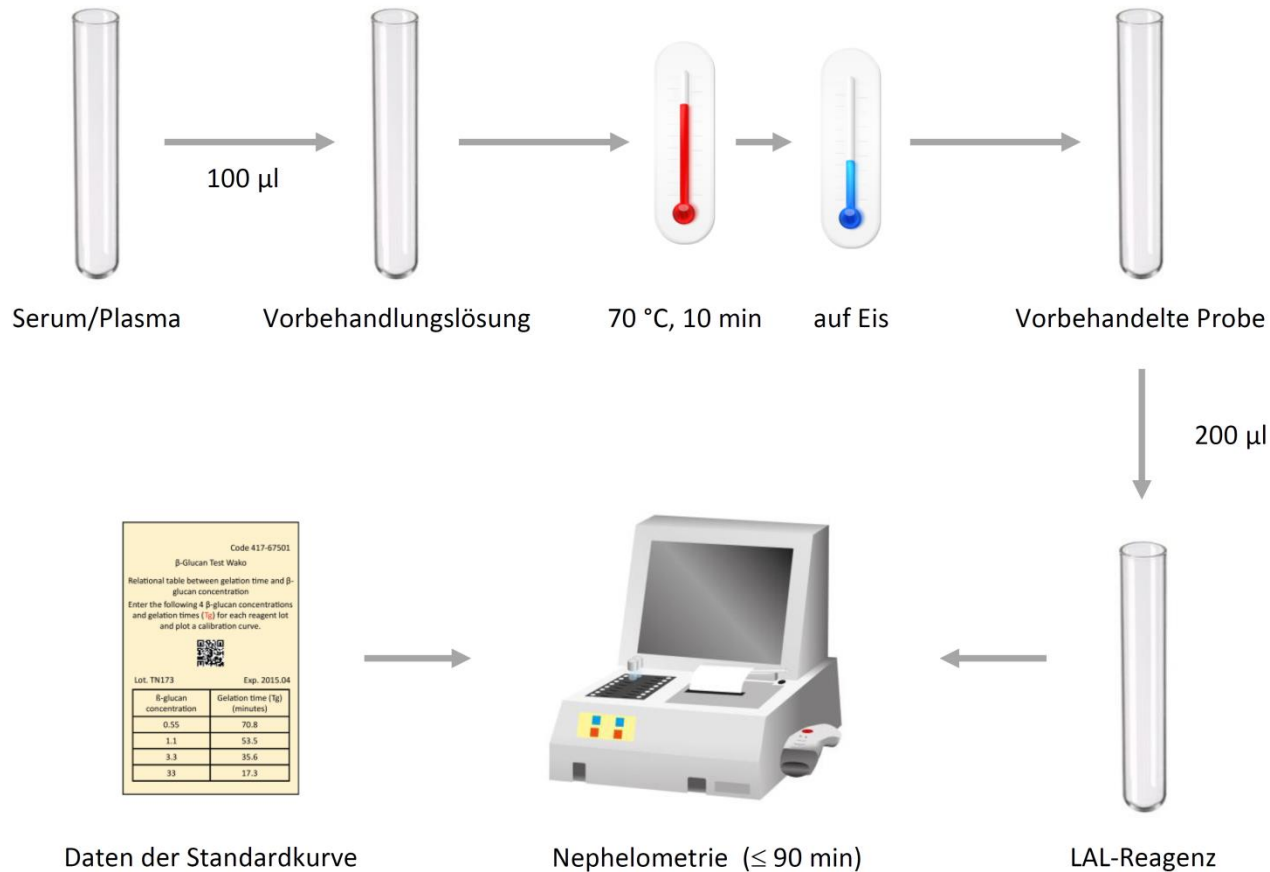 100 µl
Serum/Plasma
Vorbehandlungslösung
70 °C, 10 min
auf Eis
Vorbehandelte Probe
200 µl
Code 417-67501
β-Glucan Test Wako
Relational table between gelation time and β-
glucan concentration
Enter the following 4 β-glucan concentrations
and gelation times (Tg) for each reagent lot
and plot a calibration curve.
Lot. TN173 Exp. 2015.04
ß-glucan
concentration
Gelation time (Tg)
(minutes)
0.55 70.8
1.1 53.5
3.3 35.6
33 17.3
Daten der Standardkurve
Nephelometrie (≤ 90 min)
LAL-Reagenz